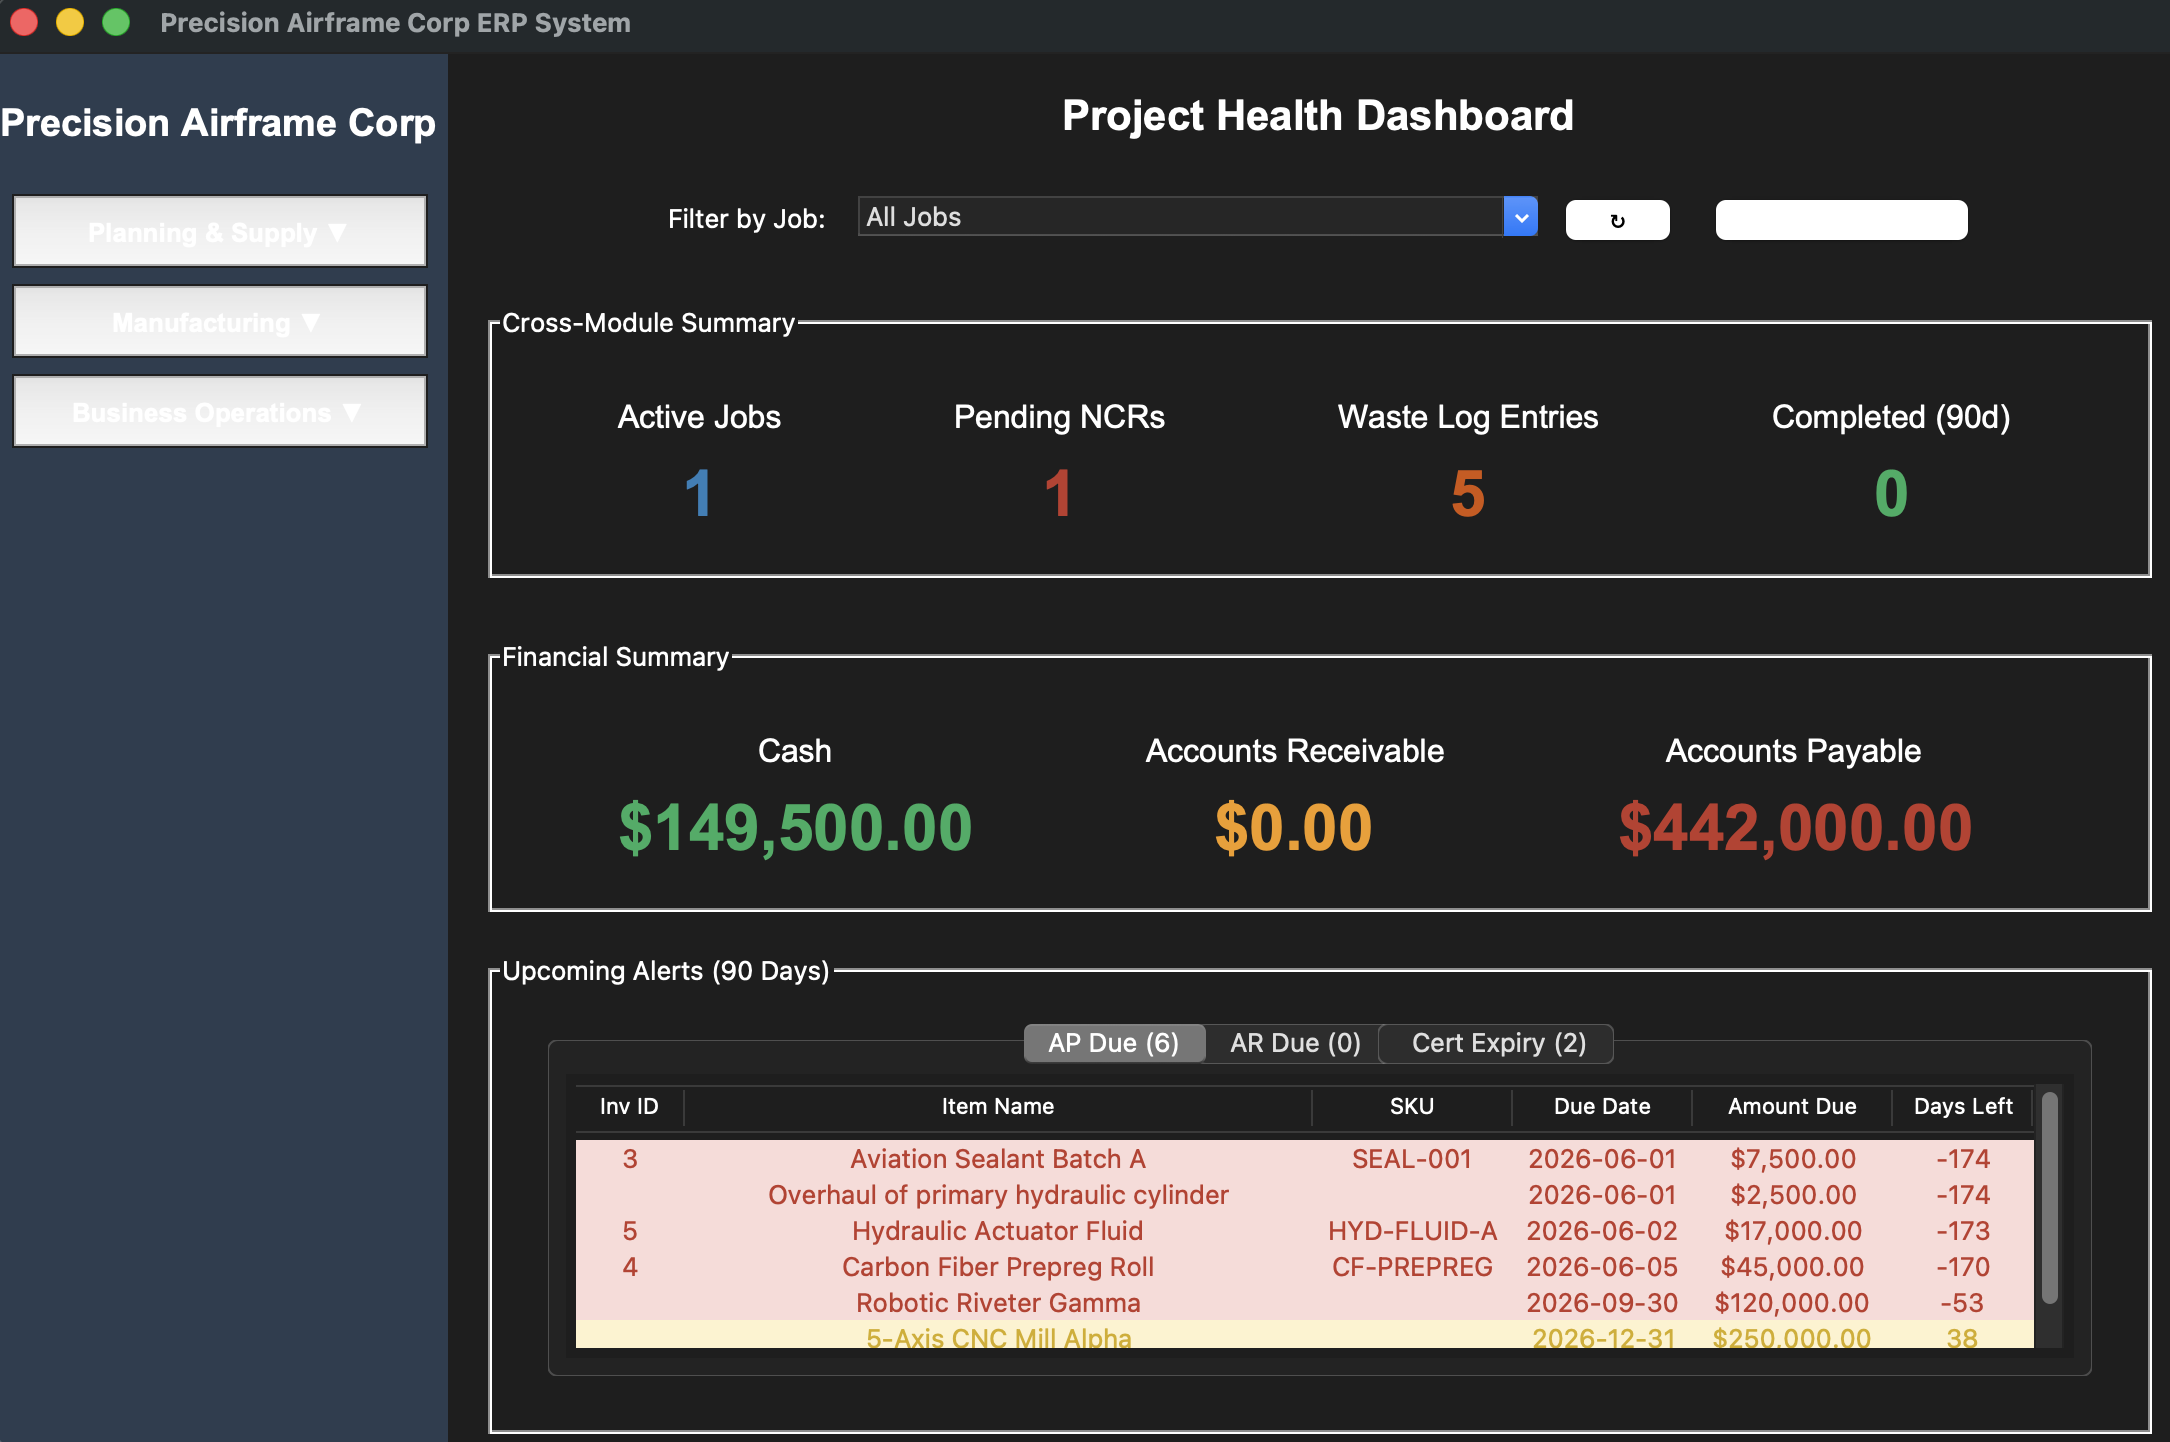 Precision Airframe Corp ERP System
Precision Airframe Corp
Planning & Supply ▼
Manufacturing ▼
Business Operations ▼
Project Health Dashboard
Filter by Job: All Jobs ↻
Cross-Module Summary
Active Jobs Pending NCRs Waste Log Entries Completed (90d)
1 1 5 0
Financial Summary
Cash Accounts Receivable Accounts Payable
$149,500.00 $0.00 $442,000.00
Upcoming Alerts (90 Days)
AP Due (6) AR Due (0) Cert Expiry (2)
Inv ID Item Name SKU Due Date Amount Due Days Left
3 Aviation Sealant Batch A SEAL-001 2026-06-01 $7,500.00 -174
Overhaul of primary hydraulic cylinder 2026-06-01 $2,500.00 -174
5 Hydraulic Actuator Fluid HYD-FLUID-A 2026-06-02 $17,000.00 -173
4 Carbon Fiber Prepreg Roll CF-PREPREG 2026-06-05 $45,000.00 -170
Robotic Riveter Gamma 2026-09-30 $120,000.00 -53
5-Axis CNC Mill Alpha 2026-12-31 $250,000.00 38